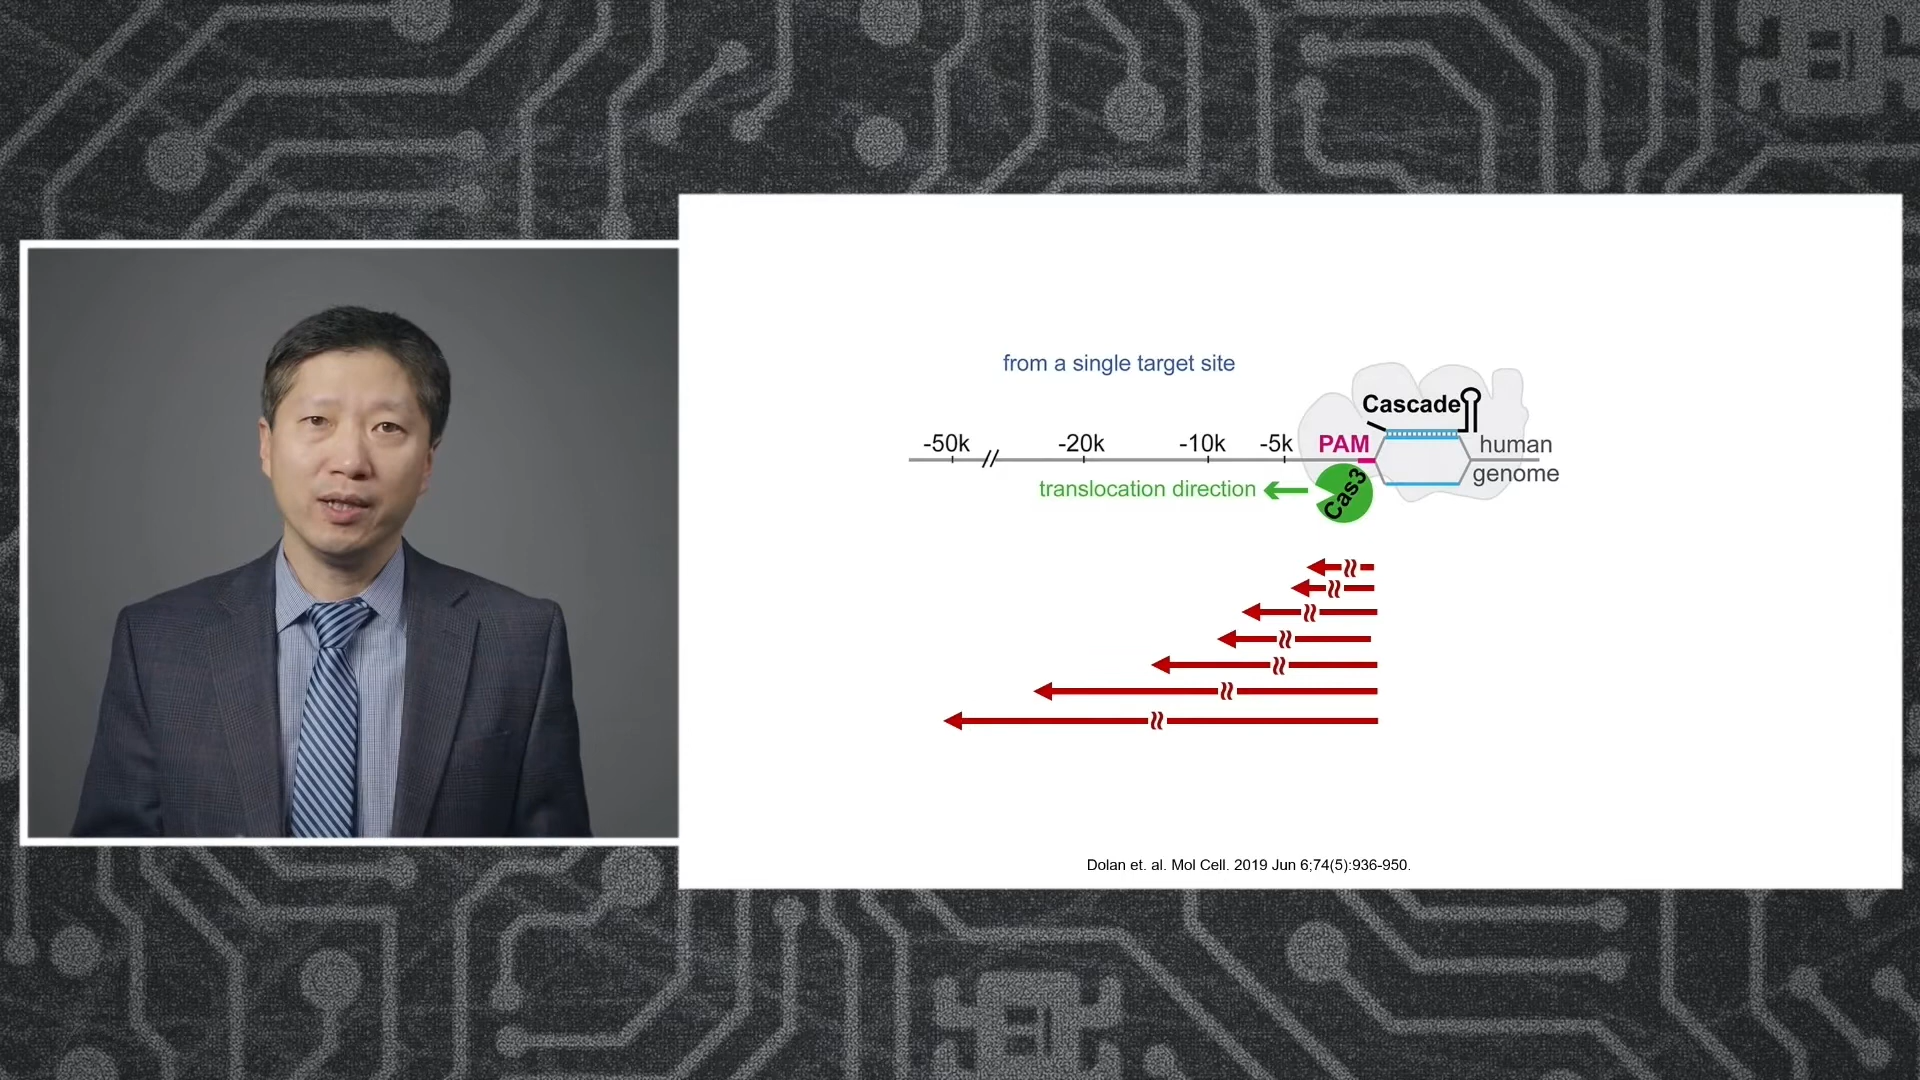 from a single target site
Cascade
-50k -20k -10k -5k PAM human
genome
translocation direction
Cas3
Dolan et. al. Mol Cell. 2019 Jun 6;74(5):936-950.